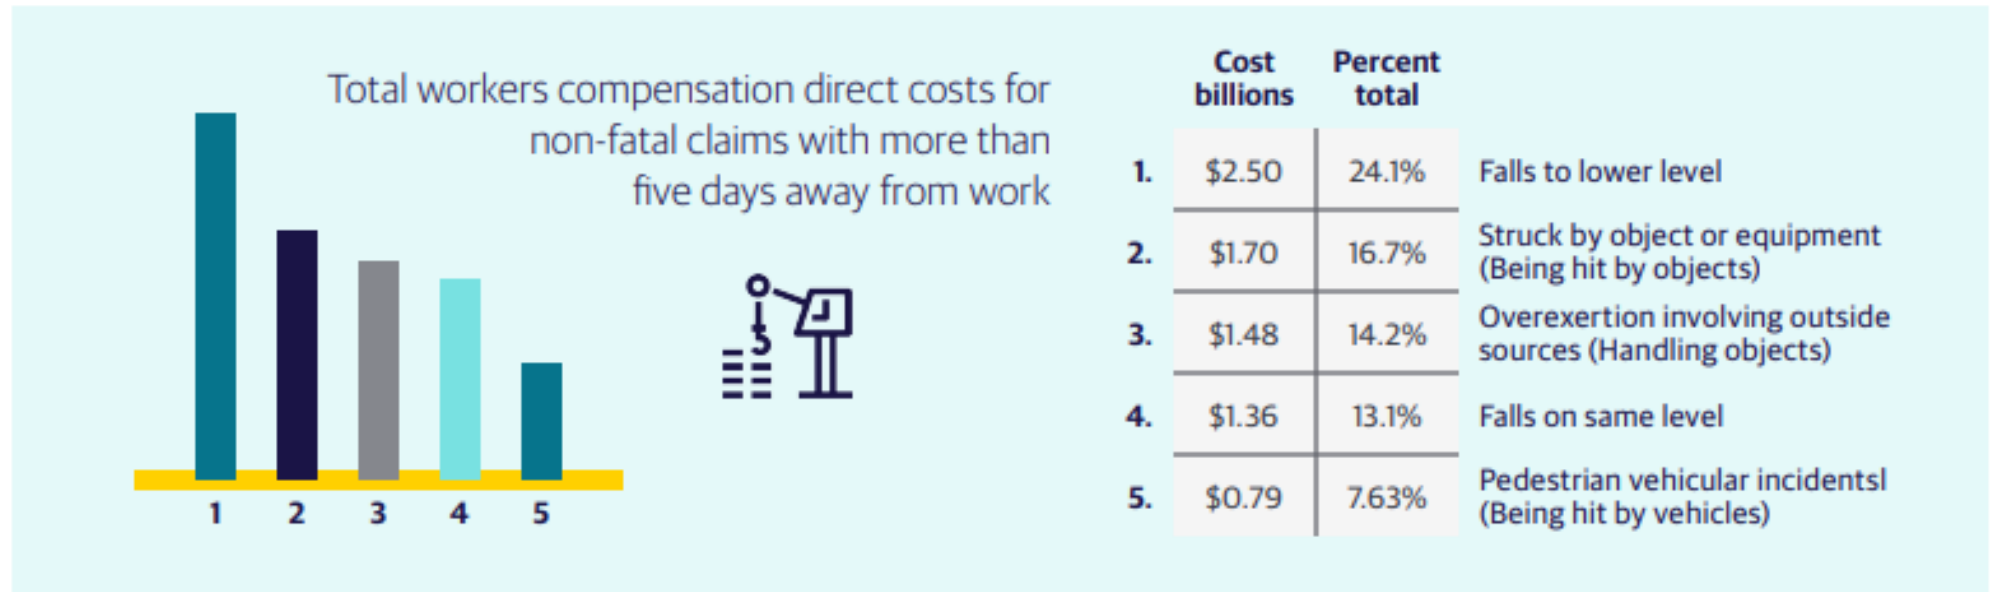 Total workers compensation direct costs for
non-fatal claims with more than
five days away from work
1 2 3 4 5
Cost billions Percent total
1. $2.50 24.1% Falls to lower level
2. $1.70 16.7% Struck by object or equipment
(Being hit by objects)
3. $1.48 14.2% Overexertion involving outside
sources (Handling objects)
4. $1.36 13.1% Falls on same level
5. $0.79 7.63% Pedestrian vehicular incidentsl
(Being hit by vehicles)